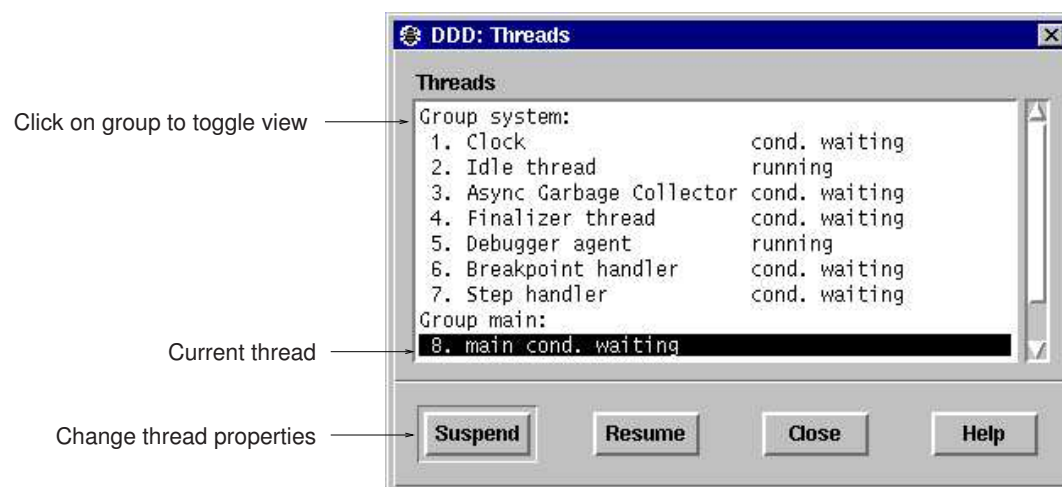 DDD: Threads
Threads
Click on group to toggle view
Group system:
1. Clock cond. waiting
2. Idle thread running
3. Async Garbage Collector cond. waiting
4. Finalizer thread cond. waiting
5. Debugger agent running
6. Breakpoint handler cond. waiting
7. Step handler cond. waiting
Group main:
Current thread
8. main cond. waiting
Change thread properties
Suspend Resume Close Help